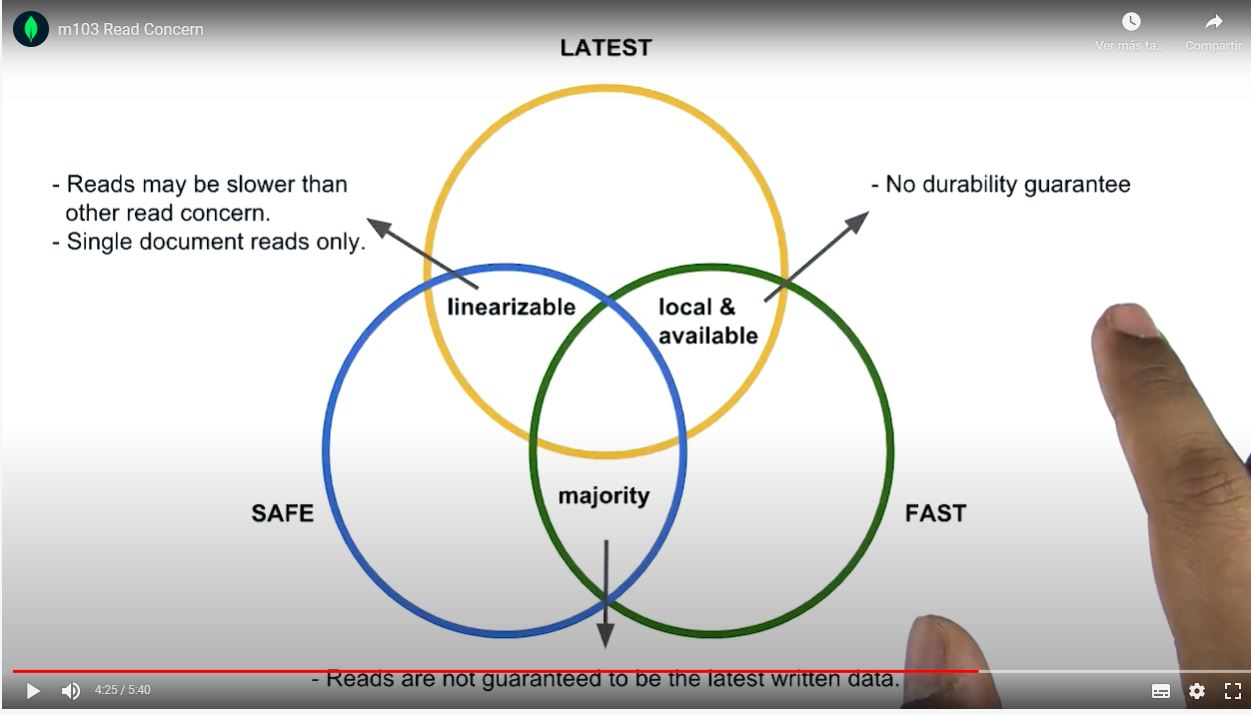 m103 Read Concern
Ver más ta...
Compartir
LATEST
- Reads may be slower than
other read concern.
- Single document reads only.
- No durability guarantee
linearizable
local &
available
majority
SAFE
FAST
- Reads are not guaranteed to be the latest written data.
4:25 / 5:40